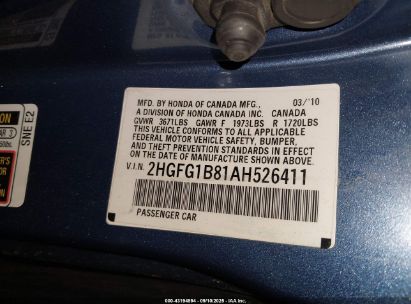 MFD. BY HONDA OF CANADA MFG., 03/'10
A DIVISION OF HONDA CANADA INC. CANADA
GVWR 3671LBS GAWR F 1973LBS R 1720LBS
THIS VEHICLE CONFORMS TO ALL APPLICABLE
FEDERAL MOTOR VEHICLE SAFETY, BUMPER,
AND THEFT PREVENTION STANDARDS IN EFFECT
ON THE DATE OF MANUFACTURE SHOWN ABOVE.
V.I.N. 2HGFG1B81AH526411
PASSENGER CAR
SNE E2